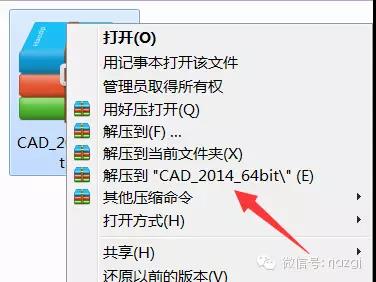 打开(O)
用记事本打开该文件
管理员取得所有权
用好压打开(Q)
解压到(F) ...
解压到当前文件夹(X)
解压到 "CAD_2014_64bit\" (E)
其他压缩命令
打开方式(H)
共享(H)
还原以前的版本(V)
CAD_20
t
微信号: rjazgj